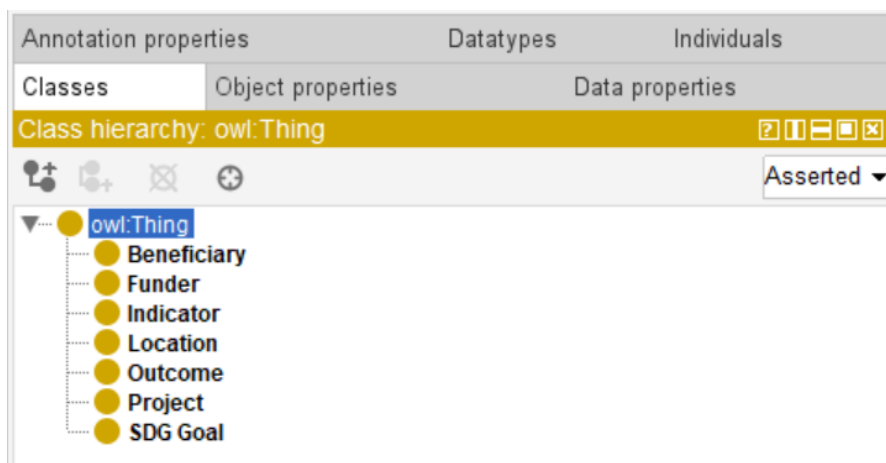 Annotation properties Datatypes Individuals
Classes Object properties Data properties
Class hierarchy: owl:Thing
Asserted
owl:Thing
Beneficiary
Funder
Indicator
Location
Outcome
Project
SDG Goal